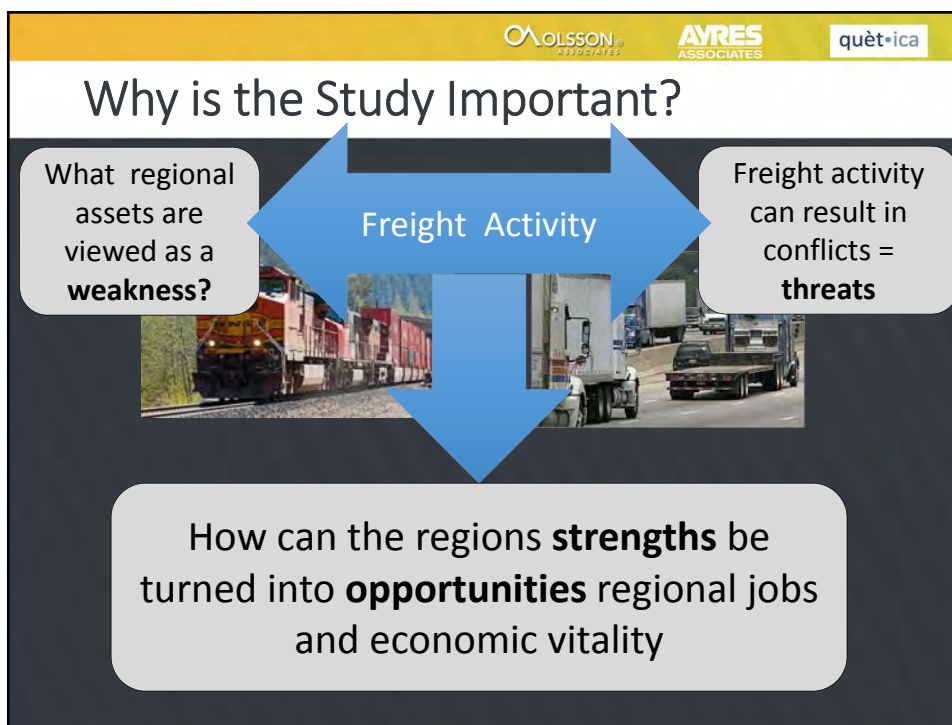 OA OLSSON®
ASSOCIATES
AYRES
ASSOCIATES
quèt•ica
Why is the Study Important?
What regional
assets are
viewed as a
weakness?
Freight Activity
Freight activity
can result in
conflicts =
threats
How can the regions strengths be
turned into opportunities regional jobs
and economic vitality